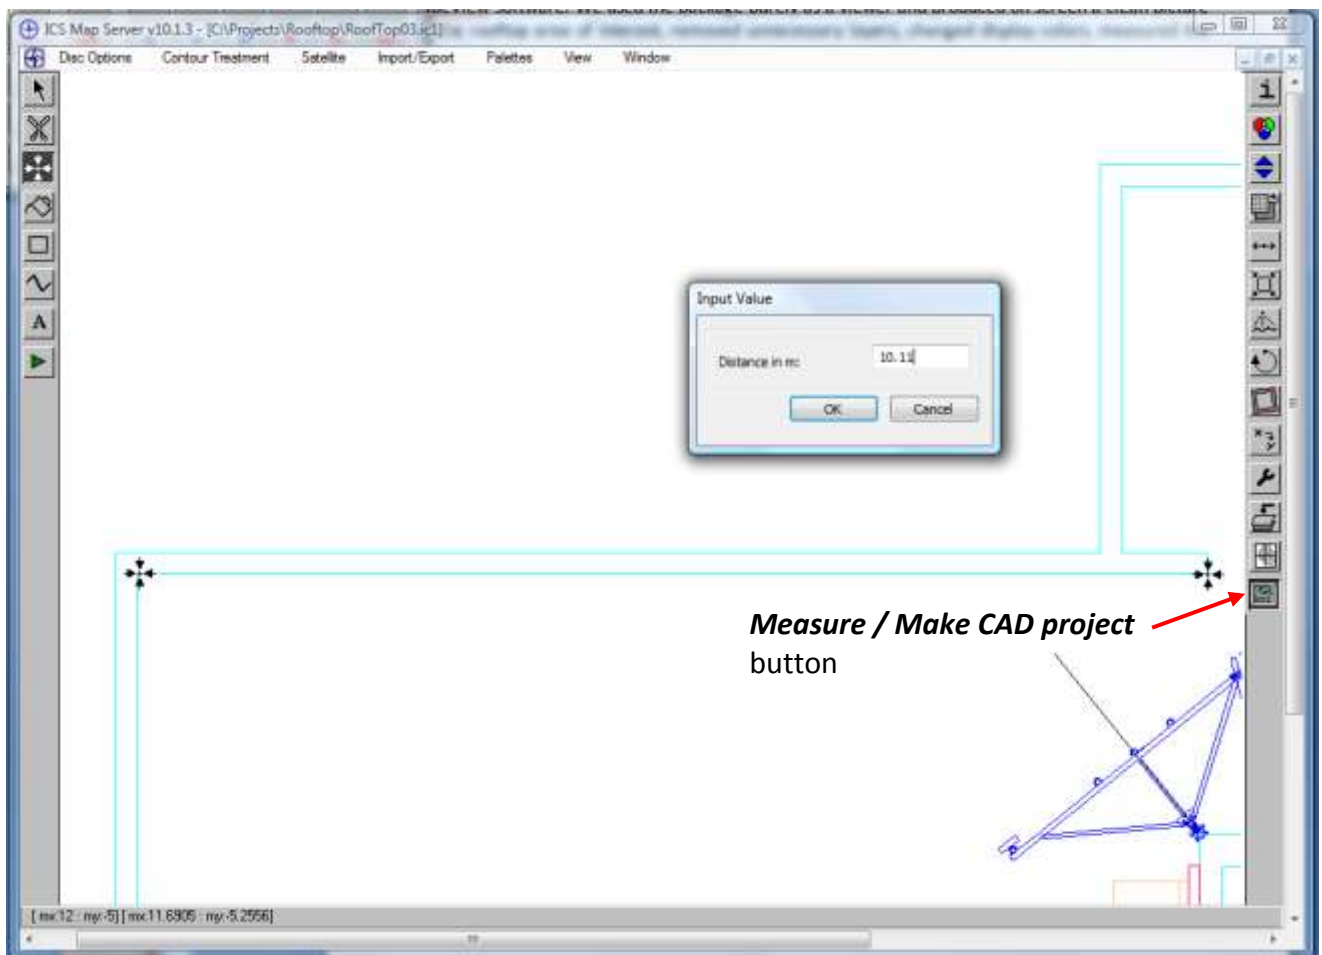 ICS Map Server v10.1.3 - [C:\Projects\Rooftop\RoofTop03.ic1]
Disc Options Contour Treatment Satellite Import/Export Palettes View Window
i
Input Value
Distance in m:
10.11
OK Cancel
A
Measure / Make CAD project
button
[ mx:12 : my:-5] [ mx:11.6905 : my:-5.2556]